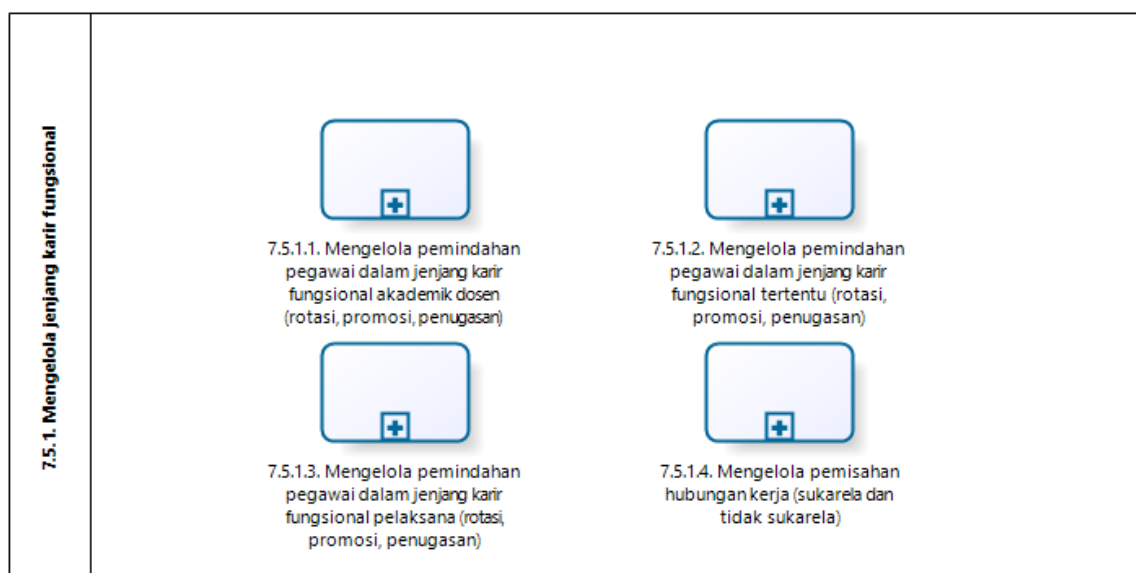 7.5.1. Mengelola jenjang karir fungsional
7.5.1.1. Mengelola pemindahan
pegawai dalam jenjang karir
fungsional akademik dosen
(rotasi, promosi, penugasan)
7.5.1.2. Mengelola pemindahan
pegawai dalam jenjang karir
fungsional tertentu (rotasi,
promosi, penugasan)
7.5.1.3. Mengelola pemindahan
pegawai dalam jenjang karir
fungsional pelaksana (rotasi,
promosi, penugasan)
7.5.1.4. Mengelola pemisahan
hubungan kerja (sukarela dan
tidak sukarela)